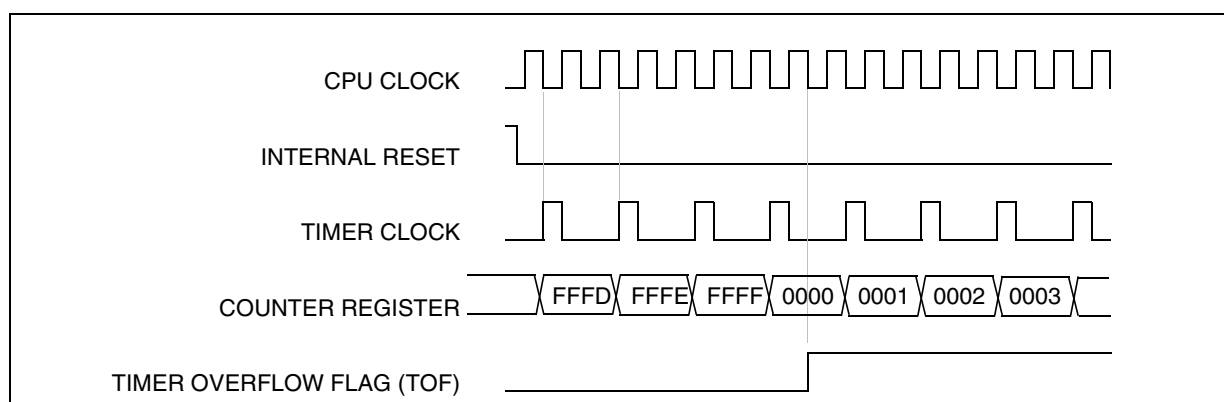 CPU CLOCK
INTERNAL RESET
TIMER CLOCK
COUNTER REGISTER FFFD FFFE FFFF 0000 0001 0002 0003
TIMER OVERFLOW FLAG (TOF)